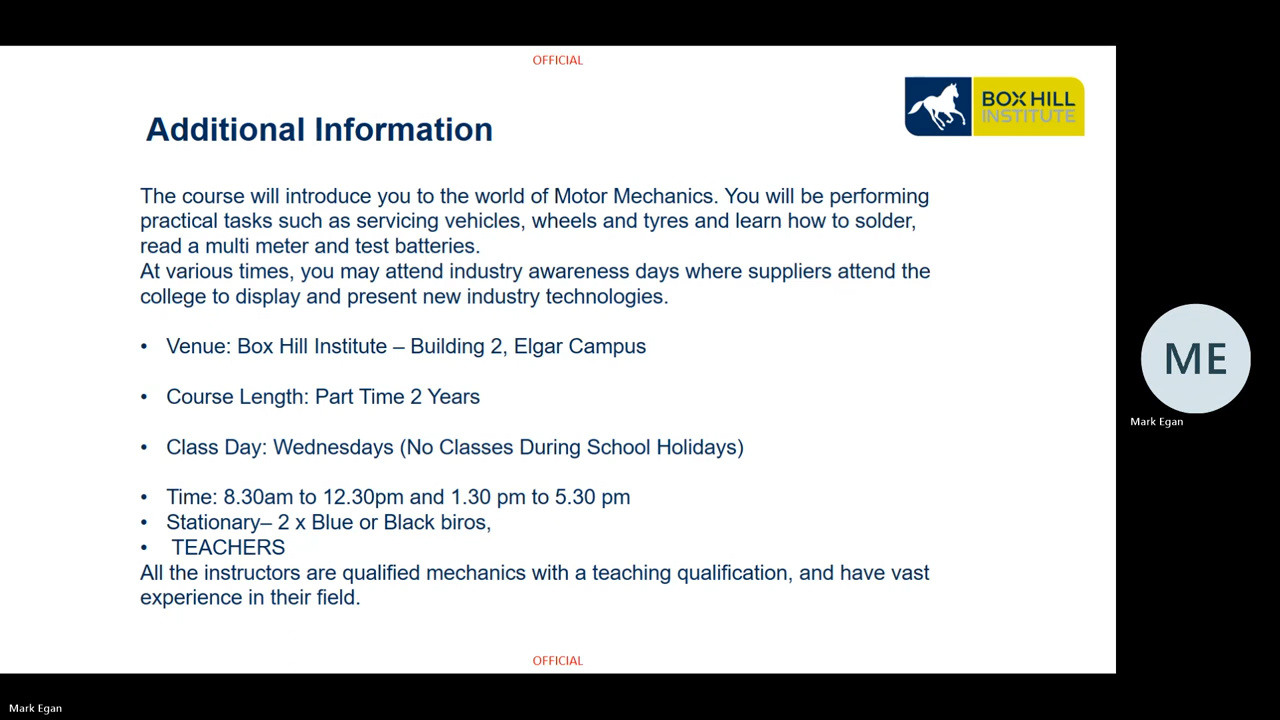 OFFICIAL
BOX HILL
INSTITUTE
Additional Information
The course will introduce you to the world of Motor Mechanics. You will be performing
practical tasks such as servicing vehicles, wheels and tyres and learn how to solder,
read a multi meter and test batteries.
At various times, you may attend industry awareness days where suppliers attend the
college to display and present new industry technologies.
• Venue: Box Hill Institute – Building 2, Elgar Campus
• Course Length: Part Time 2 Years
• Class Day: Wednesdays (No Classes During School Holidays)
• Time: 8.30am to 12.30pm and 1.30 pm to 5.30 pm
• Stationary– 2 x Blue or Black biros,
• TEACHERS
All the instructors are qualified mechanics with a teaching qualification, and have vast
experience in their field.
OFFICIAL
ME
Mark Egan
Mark Egan